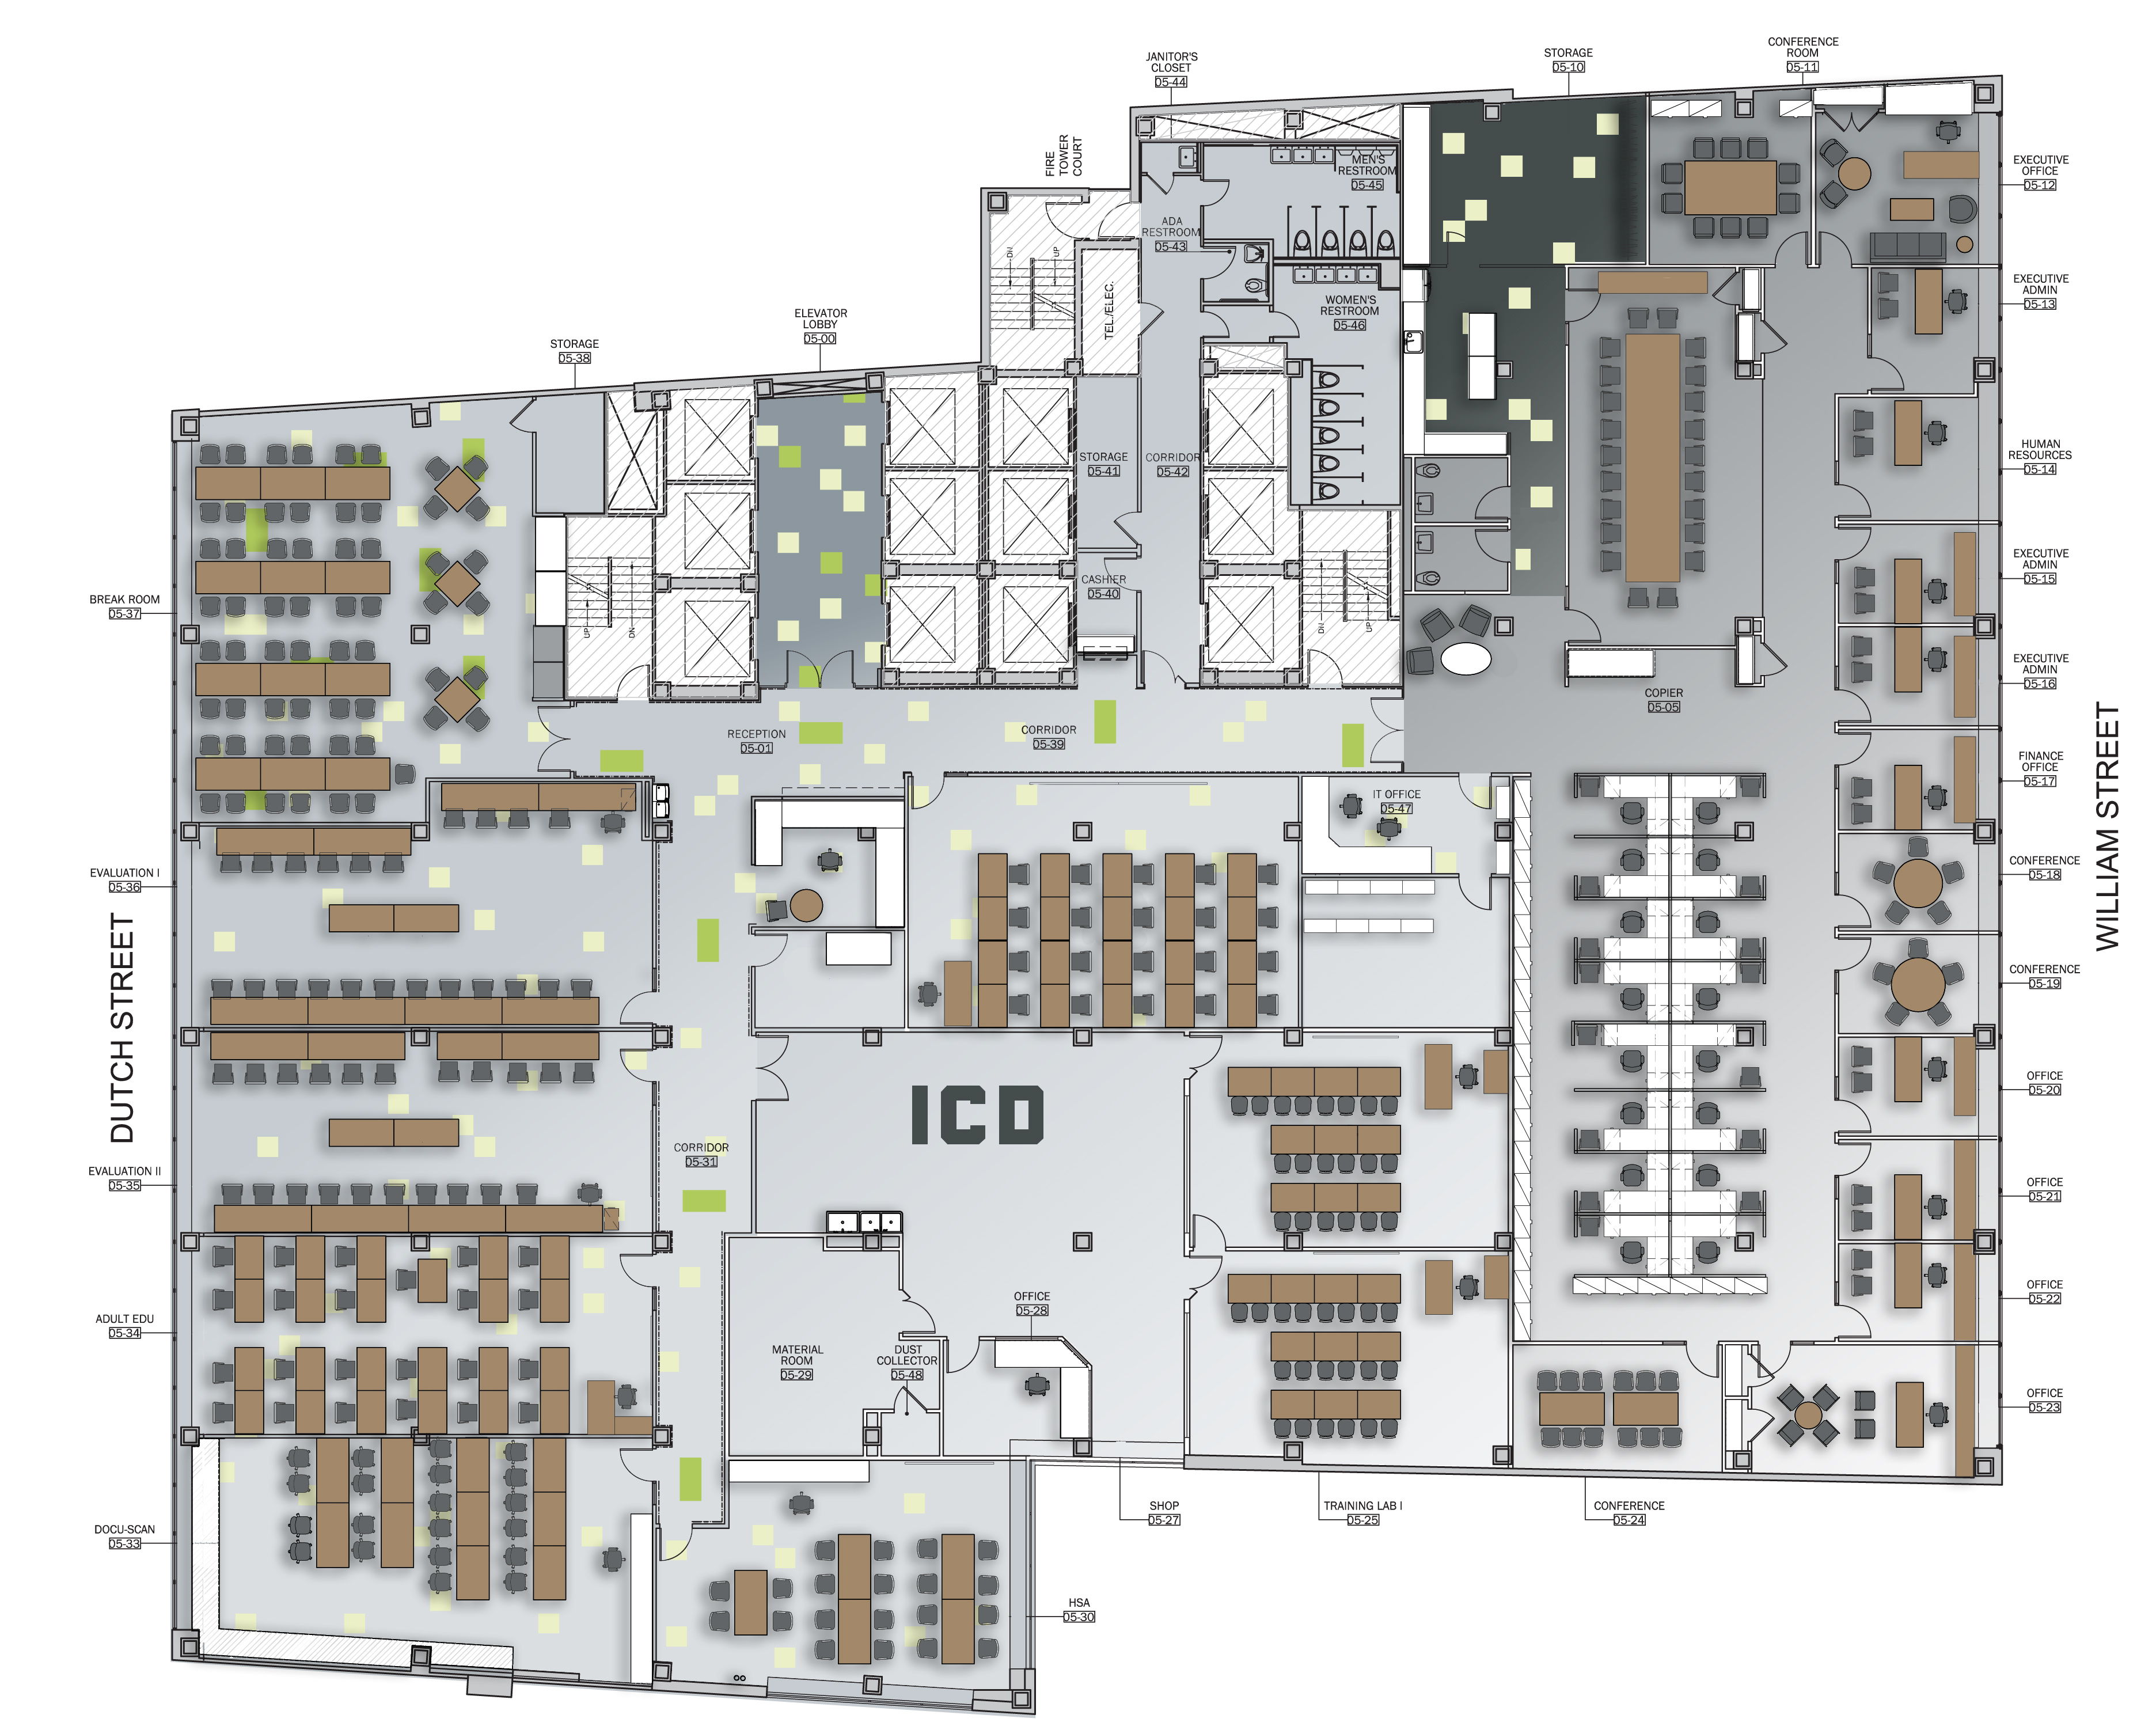 JANITOR'S
CLOSET
05-44
STORAGE
05-10
CONFERENCE
ROOM
05-11
FIRE
TOWER
COURT
MEN'S
RESTROOM
05-45
EXECUTIVE
OFFICE
05-12
ADA
RESTROOM
05-43
DN
UP
TEL./ELEC.
WOMEN'S
RESTROOM
05-46
EXECUTIVE
ADMIN
05-13
ELEVATOR
LOBBY
05-00
STORAGE
05-38
STORAGE
05-41
CORRIDOR
05-42
HUMAN
RESOURCES
05-14
BREAK ROOM
05-37
UP
DN
CASHIER
05-40
DN
UP
EXECUTIVE
ADMIN
05-15
EXECUTIVE
ADMIN
05-16
COPIER
05-05
RECEPTION
05-01
CORRIDOR
05-39
FINANCE
OFFICE
05-17
WILLIAM STREET
IT OFFICE
05-47
EVALUATION I
05-36
CONFERENCE
05-18
CONFERENCE
05-19
DUTCH STREET
ICD
OFFICE
05-20
CORRIDOR
05-31
EVALUATION II
05-35
OFFICE
05-21
OFFICE
05-22
ADULT EDU
05-34
OFFICE
05-28
MATERIAL
ROOM
05-29
DUST
COLLECTOR
05-48
OFFICE
05-23
DOCU-SCAN
05-33
SHOP
05-27
TRAINING LAB I
05-25
CONFERENCE
05-24
HSA
05-30